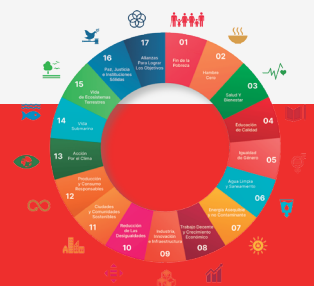 01
Fin de la
Pobreza
02
Hambre
Cero
03
Salud Y
Bienestar
04
Educación
de Calidad
05
Igualdad
de Género
06
Agua Limpia
y Saneamiento
07
Energía Asequible
y no Contaminante
08
Trabajo Decente
y Crecimiento
Económico
09
Industria,
Innovación
e Infraestructura
10
Reducción de
Las Desigualdades
11
Ciudades
y Comunidades
Sostenibles
12
Producción
y Consumo
Responsables
13
Acción
Por el Clima
14
Vida
Submarina
15
Vida
de Ecosistemas
Terrestres
16
Paz, Justicia
e Instituciones
Sólidas
17
Alianzas
Para Lograr
Los Objetivos